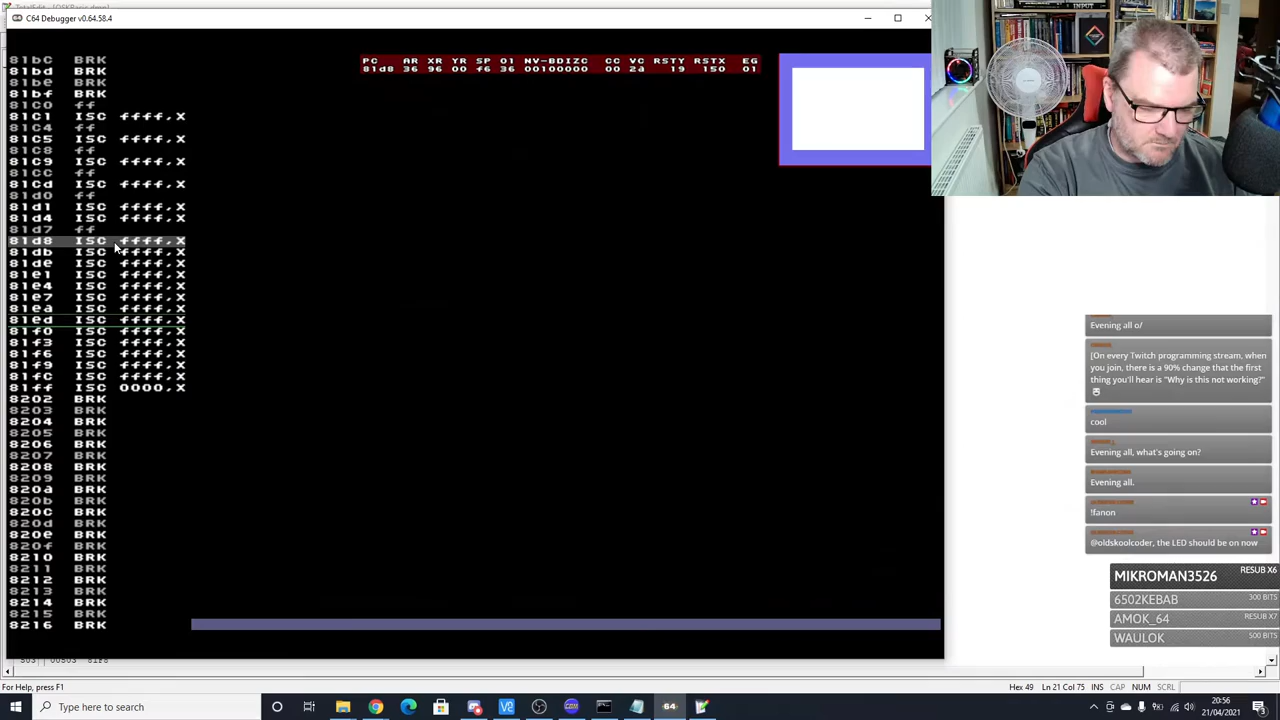 C64 Debugger v0.64.58.4
81bc BRK
81bd BRK
81be BRK
81bf BRK
81c0 ff
81c1 ISC ffff,X
81c4 ff
81c5 ISC ffff,X
81c8 ff
81c9 ISC ffff,X
81cc ff
81cd ISC ffff,X
81d0 ff
81d1 ISC ffff,X
81d4 ISC ffff,X
81d7 ff
81d8 ISC ffff,X
81db ISC ffff,X
81de ISC ffff,X
81e1 ISC ffff,X
81e4 ISC ffff,X
81e7 ISC ffff,X
81ea ISC ffff,X
81ed ISC ffff,X
81f0 ISC ffff,X
81f3 ISC ffff,X
81f6 ISC ffff,X
81f9 ISC ffff,X
81fc ISC ffff,X
81ff ISC 0000,X
8202 BRK
8203 BRK
8204 BRK
8205 BRK
8206 BRK
8207 BRK
8208 BRK
8209 BRK
820a BRK
820b BRK
820c BRK
820d BRK
820e BRK
820f BRK
8210 BRK
8211 BRK
8212 BRK
8213 BRK
8214 BRK
8215 BRK
8216 BRK
PC AR XR YR SP 01 NV-BDIZC CC VC RSTY RSTX EG
81d8 36 96 00 f6 36 00100000 00 2a 19 150 01
INPUT
Evening all o/
[On every Twitch programming stream, when
you join, there is a 90% change that the first
thing you'll hear is "Why is this not working?"
cool
Evening all, what's going on?
Evening all.
!fanon
@oldskoolcoder, the LED should be on now
MIKROMAN3526 RESUB X6
6502KEBAB 300 BITS
AMOK_64 RESUB X7
WAULOK 500 BITS
For Help, press F1
Hex 49 Ln 21 Col 75 INS CAP NUM SCRL
Type here to search
20:56
21/04/2021